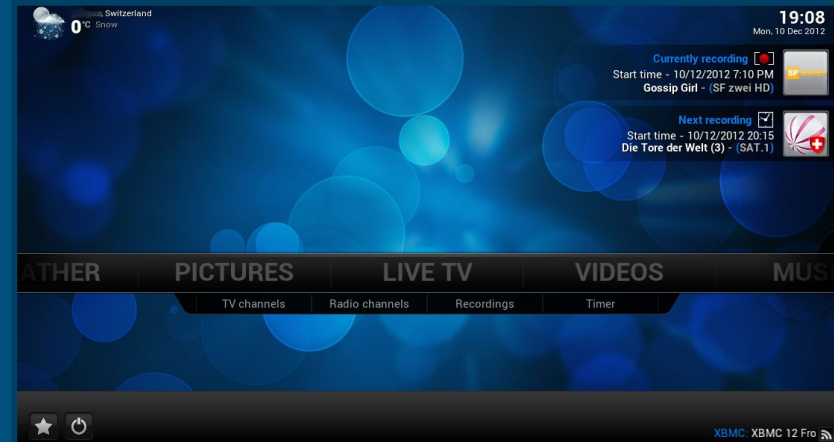 , Switzerland
0°C Snow
19:08
Mon, 10 Dec 2012
Currently recording
Start time - 10/12/2012 7:10 PM
Gossip Girl - (SF zwei HD)
Next recording
Start time - 10/12/2012 20:15
Die Tore der Welt (3) - (SAT.1)
ATHER PICTURES LIVE TV VIDEOS MUS
TV channels Radio channels Recordings Timer
XBMC: XBMC 12 Fro